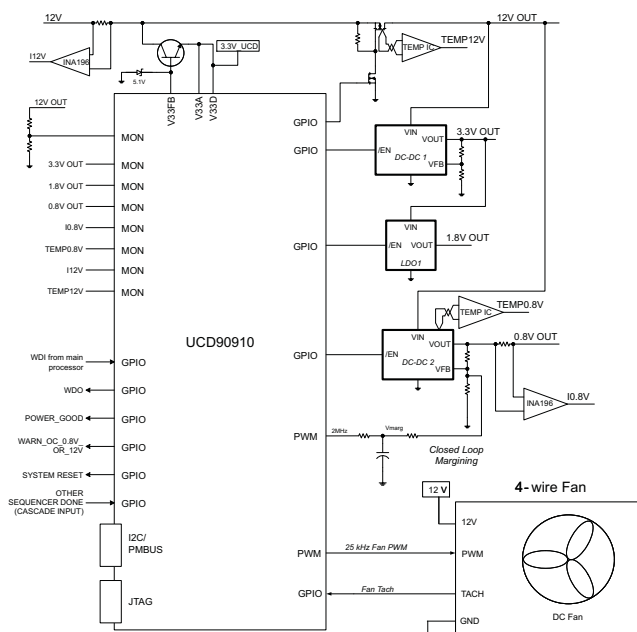 12V
12V OUT
3.3V_UCD
I12V
INA196
5.1V
V33FB
V33A
V33D
TEMP IC
TEMP12V
12V OUT
MON
3.3V OUT
MON
1.8V OUT
MON
0.8V OUT
MON
I0.8V
MON
TEMP0.8V
MON
I12V
MON
TEMP12V
MON
GPIO
GPIO
VIN
/EN
VOUT
DC-DC 1
VFB
3.3V OUT
GPIO
VIN
/EN
VOUT
LDO1
1.8V OUT
UCD90910
TEMP IC
TEMP0.8V
GPIO
VIN
VOUT
/EN
VFB
DC-DC 2
0.8V OUT
INA196
I0.8V
WDI from main
processor
GPIO
WDO
GPIO
POWER_GOOD
GPIO
WARN_OC_0.8V_
OR_12V
GPIO
SYSTEM RESET
GPIO
OTHER
SEQUENCER DONE
(CASCADE INPUT)
GPIO
PWM
2MHz
Vmarg
Closed Loop
Margining
I2C/
PMBUS
JTAG
4-wire Fan
12 V
12V
PWM
25 kHz Fan PWM
PWM
GPIO
Fan Tach
TACH
DC Fan
GND